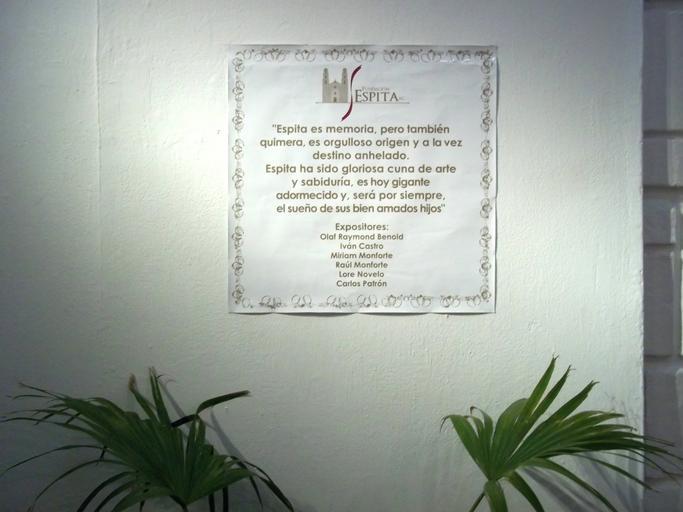 FUNDACIÓN
ESPITA
"Espita es memoria, pero también
quimera, es orgulloso origen y a la vez
destino anhelado.
Espita ha sido gloriosa cuna de arte
y sabiduría, es hoy gigante
adormecido y, será por siempre,
el sueño de sus bien amados hijos"
Expositores:
Olaf Raymond Benold
Iván Castro
Miriam Monforte
Raúl Monforte
Lore Novelo
Carlos Patrón